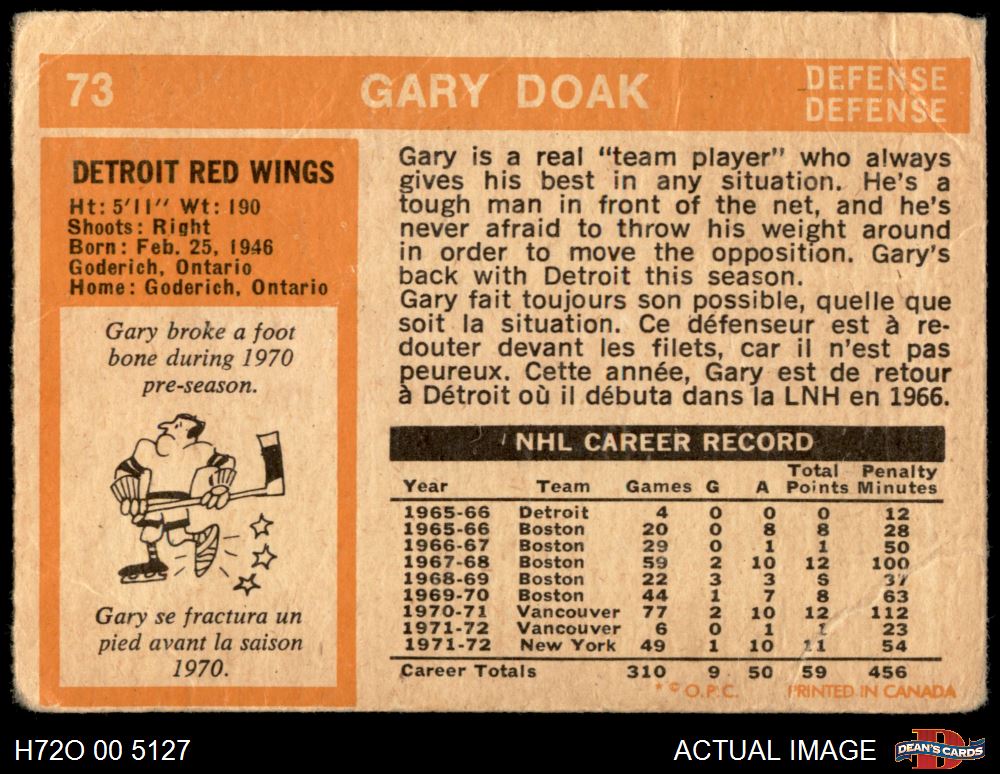 73 GARY DOAK DEFENSE
DEFENSE
DETROIT RED WINGS
Ht: 5'11'' Wt: 190
Shoots: Right
Born: Feb. 25, 1946
Goderich, Ontario
Home: Goderich, Ontario
Gary broke a foot
bone during 1970
pre-season.
Gary se fractura un
pied avant la saison
1970.
Gary is a real "team player" who always
gives his best in any situation. He's a
tough man in front of the net, and he's
never afraid to throw his weight around
in order to move the opposition. Gary's
back with Detroit this season.
Gary fait toujours son possible, quelle que
soit la situation. Ce défenseur est à re-
douter devant les filets, car il n'est pas
peureux. Cette année, Gary est de retour
à Détroit où il débuta dans la LNH en 1966.
NHL CAREER RECORD
Total Penalty
Year Team Games G A Points Minutes
1965-66 Detroit 4 0 0 0 12
1965-66 Boston 20 0 8 8 28
1966-67 Boston 29 0 1 1 50
1967-68 Boston 59 2 10 12 100
1968-69 Boston 22 3 3 6 37
1969-70 Boston 44 1 7 8 63
1970-71 Vancouver 77 2 10 12 112
1971-72 Vancouver 6 0 1 1 23
1971-72 New York 49 1 10 11 54
Career Totals 310 9 50 59 456
* © O.P.C. PRINTED IN CANADA
H72O 00 5127 ACTUAL IMAGE DEAN'S CARDS